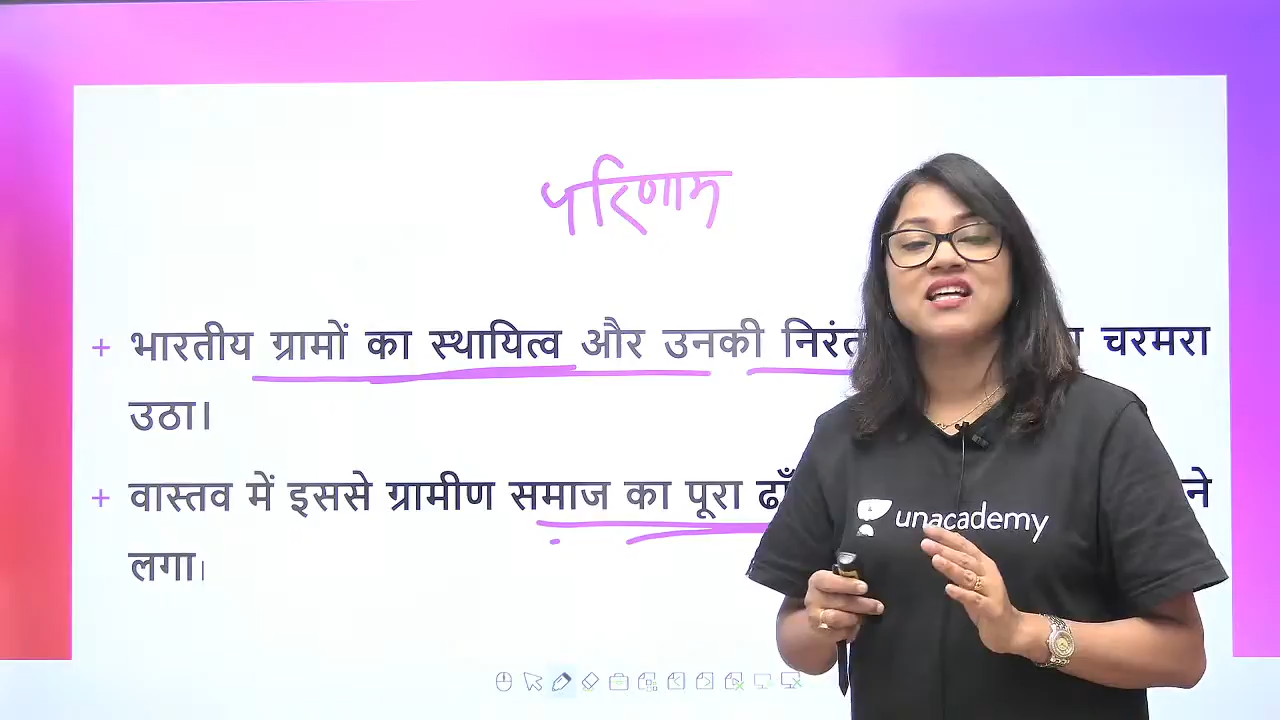 परिणाम
+ भारतीय ग्रामों का स्थायित्व और उनकी चरमरा
उठा।
+ वास्तव में इससे ग्रामीण समाज का पूरा ने
लगा।
unacademy